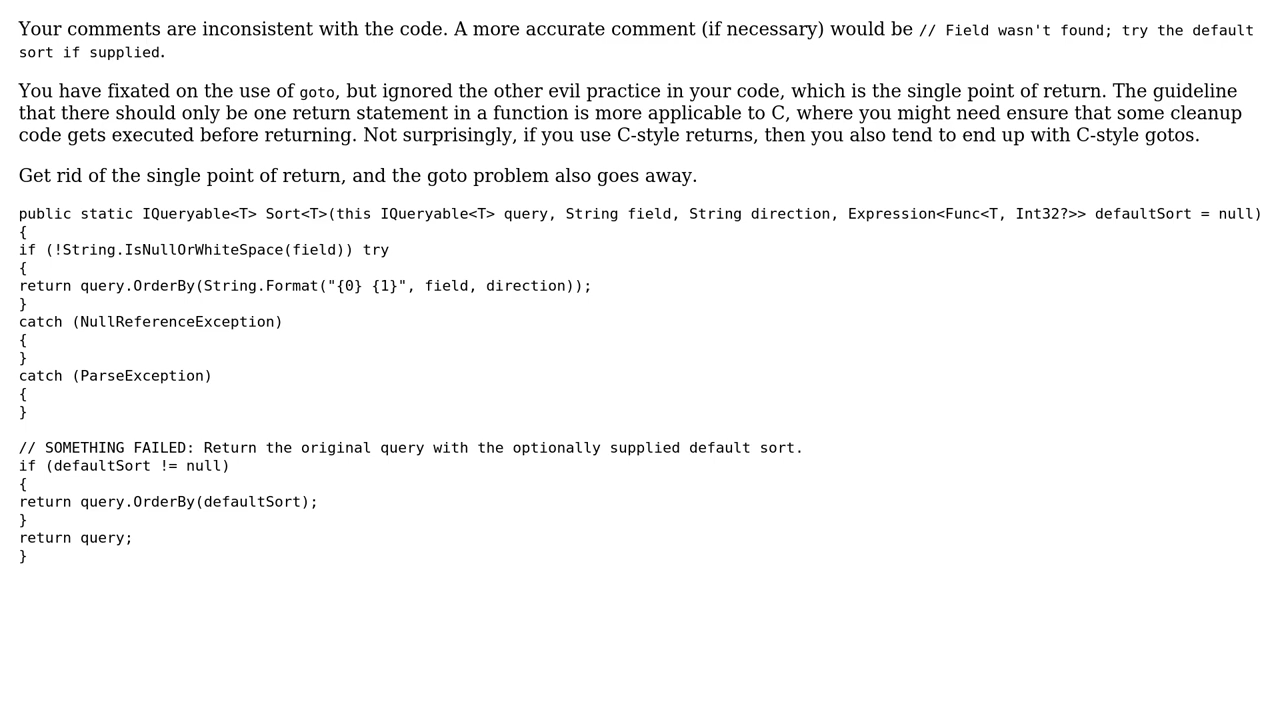 Your comments are inconsistent with the code. A more accurate comment (if necessary) would be // Field wasn't found; try the default
sort if supplied.
You have fixated on the use of goto, but ignored the other evil practice in your code, which is the single point of return. The guideline
that there should only be one return statement in a function is more applicable to C, where you might need ensure that some cleanup
code gets executed before returning. Not surprisingly, if you use C-style returns, then you also tend to end up with C-style gotos.
Get rid of the single point of return, and the goto problem also goes away.
public static IQueryable<T> Sort<T>(this IQueryable<T> query, String field, String direction, Expression<Func<T, Int32?>> defaultSort = null)
{
if (!String.IsNullOrWhiteSpace(field)) try
{
return query.OrderBy(String.Format("{0} {1}", field, direction));
}
catch (NullReferenceException)
{
}
catch (ParseException)
{
}
// SOMETHING FAILED: Return the original query with the optionally supplied default sort.
if (defaultSort != null)
{
return query.OrderBy(defaultSort);
}
return query;
}